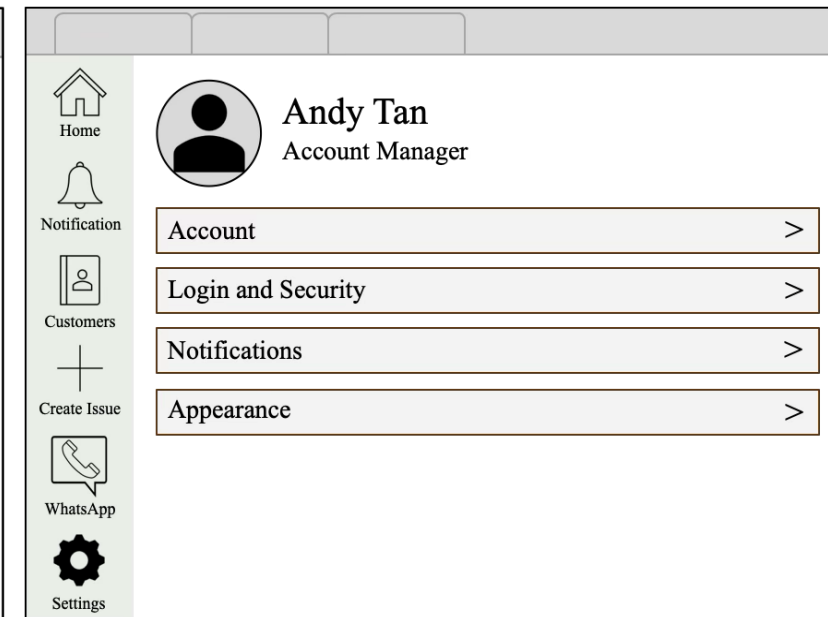 Home
Notification
Customers
Create Issue
WhatsApp
Settings
Andy Tan
Account Manager
Account >
Login and Security >
Notifications >
Appearance >